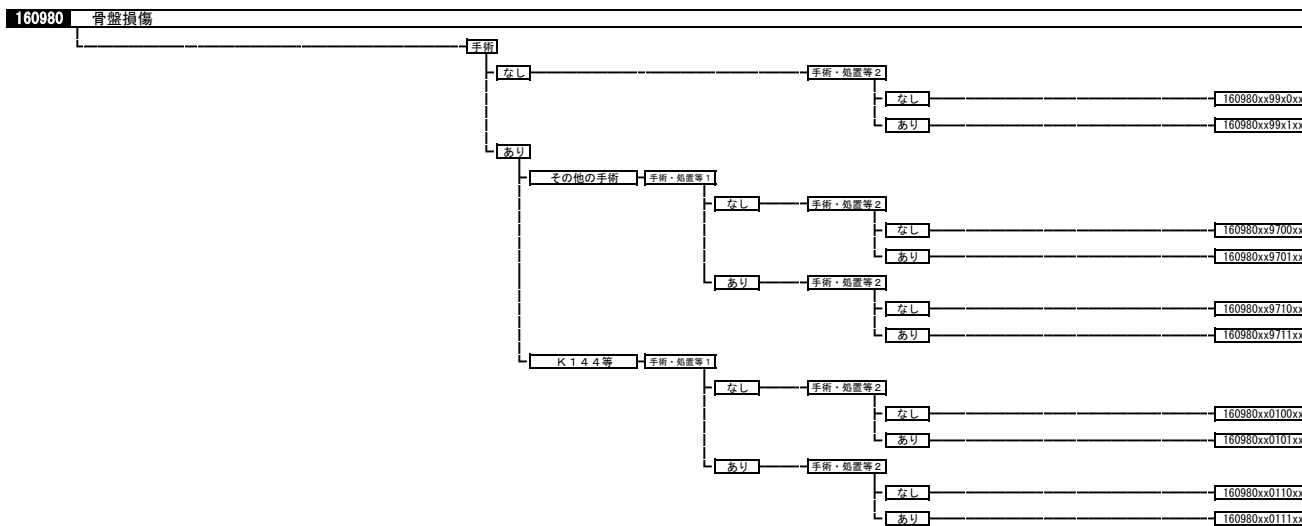 160980 骨盤損傷
手術
なし 手術・処置等2
なし 160980xx99x0xx
あり 160980xx99x1xx
あり
その他の手術 手術・処置等1
なし 手術・処置等2
なし 160980xx9700xx
あり 160980xx9701xx
あり 手術・処置等2
なし 160980xx9710xx
あり 160980xx9711xx
K144等 手術・処置等1
なし 手術・処置等2
なし 160980xx0100xx
あり 160980xx0101xx
あり 手術・処置等2
なし 160980xx0110xx
あり 160980xx0111xx